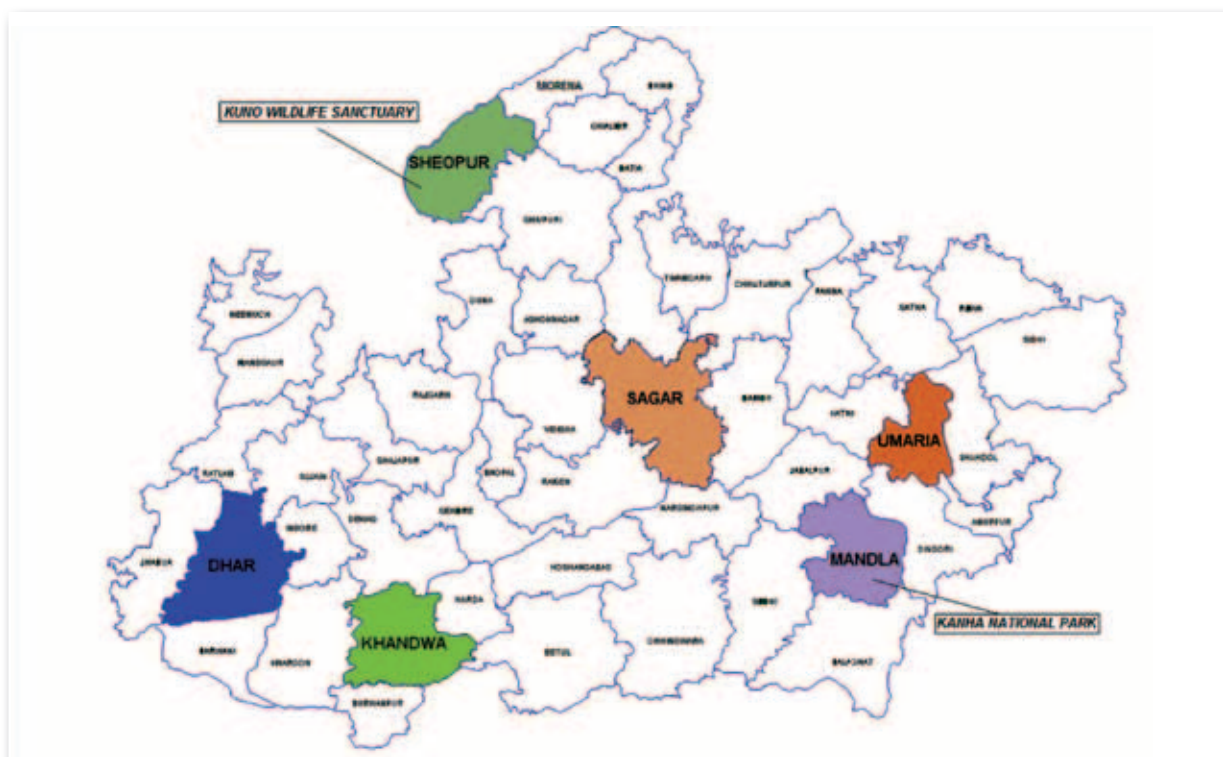 MORENA
BHIND
KUNO WILDLIFE SANCTUARY
GWALIOR
SHEOPUR
DATIA
SHIVPURI
TIKAMGARH
CHHATARPUR
PANNA
SATNA
REWA
SIDHI
GUNA
ASHOKNAGAR
NEEMUCH
MANDSAUR
RAJGARH
SAGAR
DAMOH
KATNI
UMARIA
VIDISHA
SHAHDOL
RATLAM
UJJAIN
SHAJAPUR
BHOPAL
RAISEN
JABALPUR
SEHORE
NARSINGHPUR
ANUPPUR
DEWAS
INDORE
DINDORI
JHABUA
DHAR
MANDLA
HOSHANGABAD
HARDA
SEONI
KANHA NATIONAL PARK
KHANDWA
BARWANI
KHARGON
BETUL
CHHINDWARA
BALAGHAT
BURHANPUR